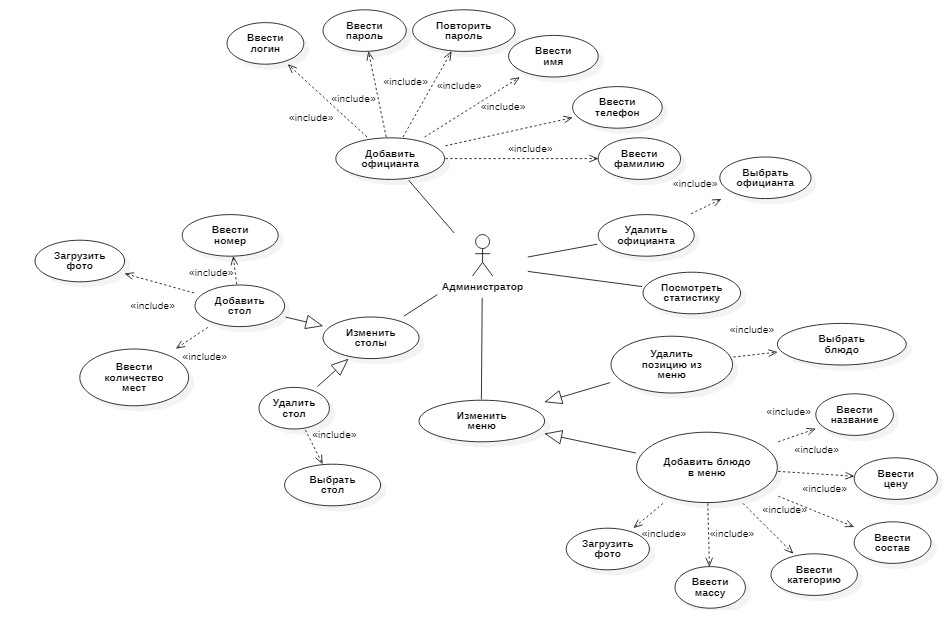 Ввести
логин
Ввести
пароль
Повторить
пароль
Ввести
имя
«include»
«include»
«include»
«include»
«include»
Ввести
телефон
Добавить
официанта
«include»
Ввести
фамилию
Выбрать
официанта
«include»
Удалить
официанта
Ввести
номер
Загрузить
фото
«include»
Добавить
стол
«include»
«include»
Ввести
количество
мест
Администратор
Посмотреть
статистику
Изменить
столы
Удалить
стол
«include»
Выбрать
стол
Изменить
меню
Удалить
позицию из
меню
«include»
Выбрать
блюдо
Добавить блюдо
в меню
«include»
Ввести
название
«include»
Ввести
цену
«include»
«include»
Ввести
состав
Загрузить
фото
«include»
«include»
Ввести
массу
Ввести
категорию